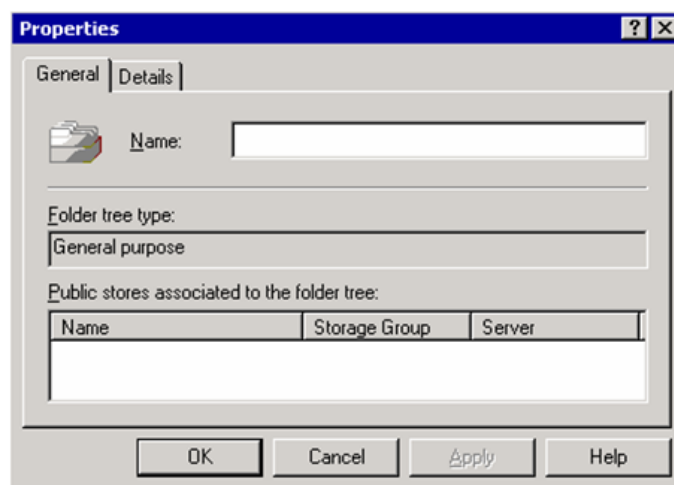 Properties
General Details
Name:
Folder tree type:
General purpose
Public stores associated to the folder tree:
Name Storage Group Server
OK Cancel Apply Help